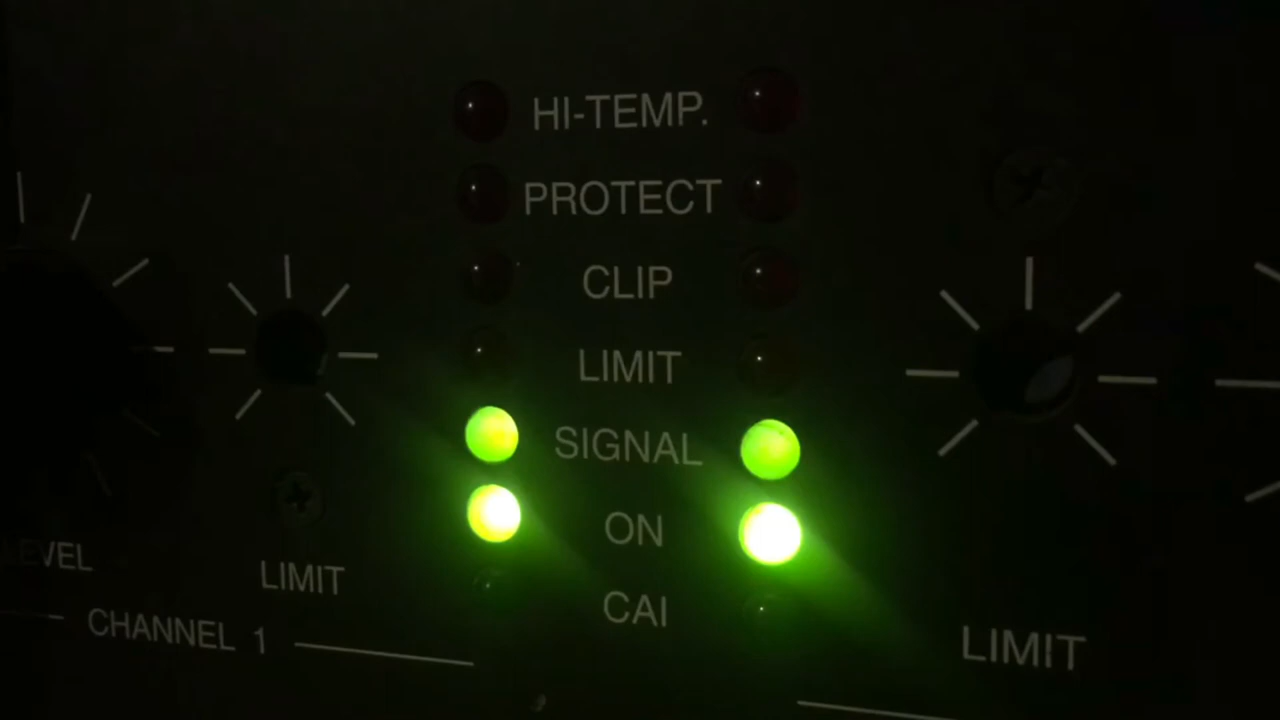 HI-TEMP.
PROTECT
CLIP
LIMIT
SIGNAL
ON
CAI
LEVEL
LIMIT
CHANNEL 1
LIMIT